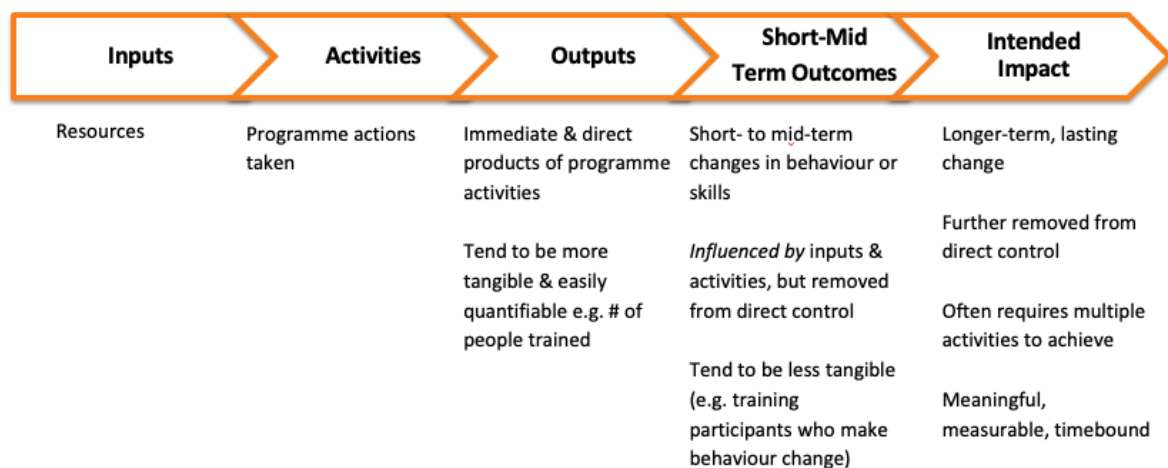 Inputs
Activities
Outputs
Short-Mid
Term Outcomes
Intended
Impact
Resources
Programme actions
taken
Immediate & direct
products of programme
activities
Tend to be more
tangible & easily
quantifiable e.g. # of
people trained
Short- to mid-term
changes in behaviour or
skills
Influenced by inputs &
activities, but removed
from direct control
Tend to be less tangible
(e.g. training
participants who make
behaviour change)
Longer-term, lasting
change
Further removed from
direct control
Often requires multiple
activities to achieve
Meaningful,
measurable, timebound